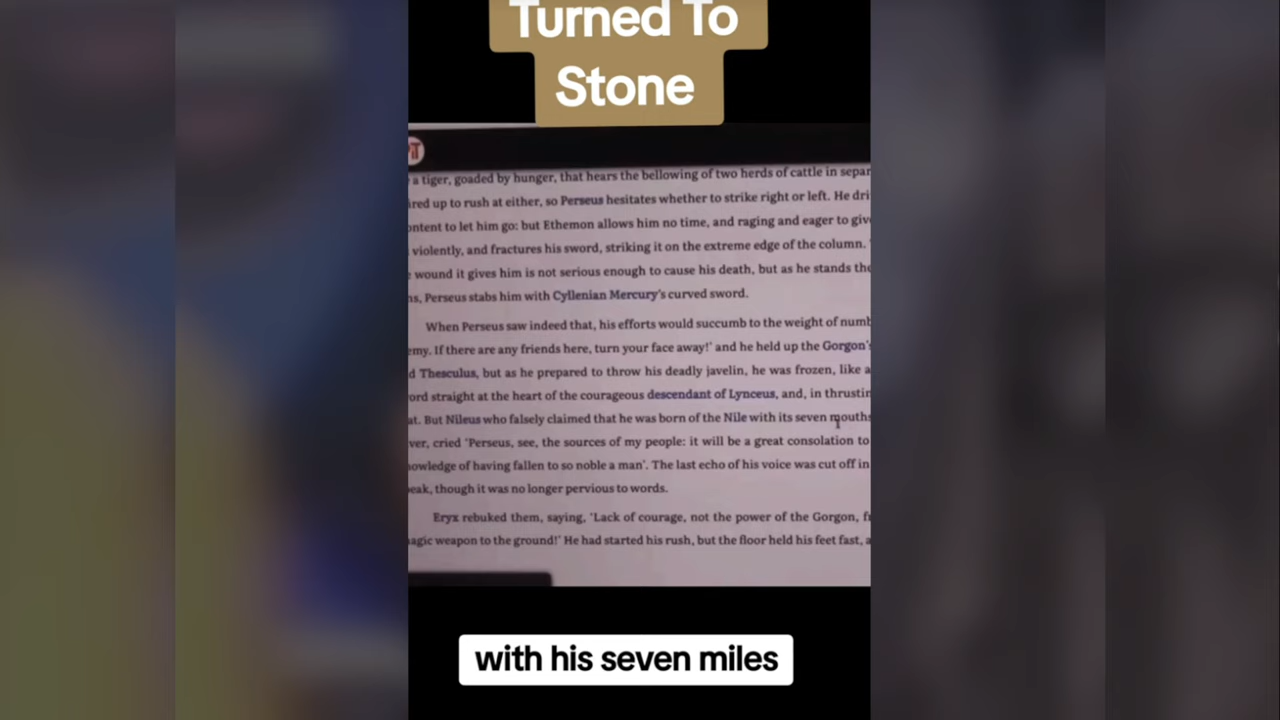 Turned To
Stone
a tiger, goaded by hunger, that hears the bellowing of two herds of cattle in separ
ired up to rush at either, so Perseus hesitates whether to strike right or left. He dri
ontent to let him go: but Ethemon allows him no time, and raging and eager to giv
violently, and fractures his sword, striking it on the extreme edge of the column.
wound it gives him is not serious enough to cause his death, but as he stands the
ns, Perseus stabs him with Cyllenian Mercury's curved sword.
When Perseus saw indeed that, his efforts would succumb to the weight of numb
emy. If there are any friends here, turn your face away!' and he held up the Gorgon's
d Thesculus, but as he prepared to throw his deadly javelin, he was frozen, like a
ord straight at the heart of the courageous descendant of Lynceus, and, in thrustin
at. But Nileus who falsely claimed that he was born of the Nile with its seven mouths
ver, cried 'Perseus, see, the sources of my people: it will be a great consolation to
nowledge of having fallen to so noble a man'. The last echo of his voice was cut off in
eak, though it was no longer pervious to words.
Eryx rebuked them, saying, 'Lack of courage, not the power of the Gorgon, fr
agic weapon to the ground!' He had started his rush, but the floor held his feet fast, a
with his seven miles